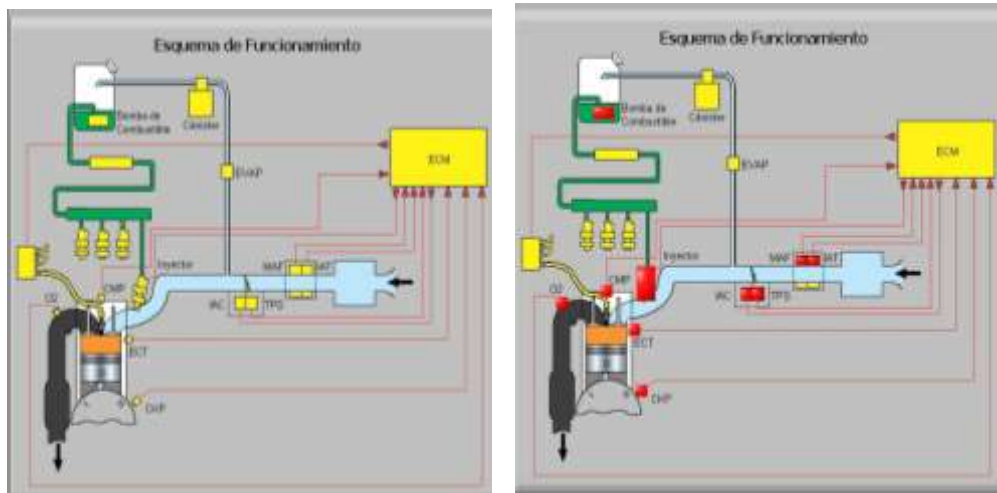 Esquema de Funcionamiento
Bomba de
Combustible
Cánister
ECM
EVAP
Inyector
MAF
IAT
CMP
O2
IAC
TPS
ECT
CKP
Esquema de Funcionamiento
Bomba de
Combustible
Cánister
ECM
EVAP
Inyector
MAF
IAT
CMP
O2
IAC
TPS
ECT
CKP